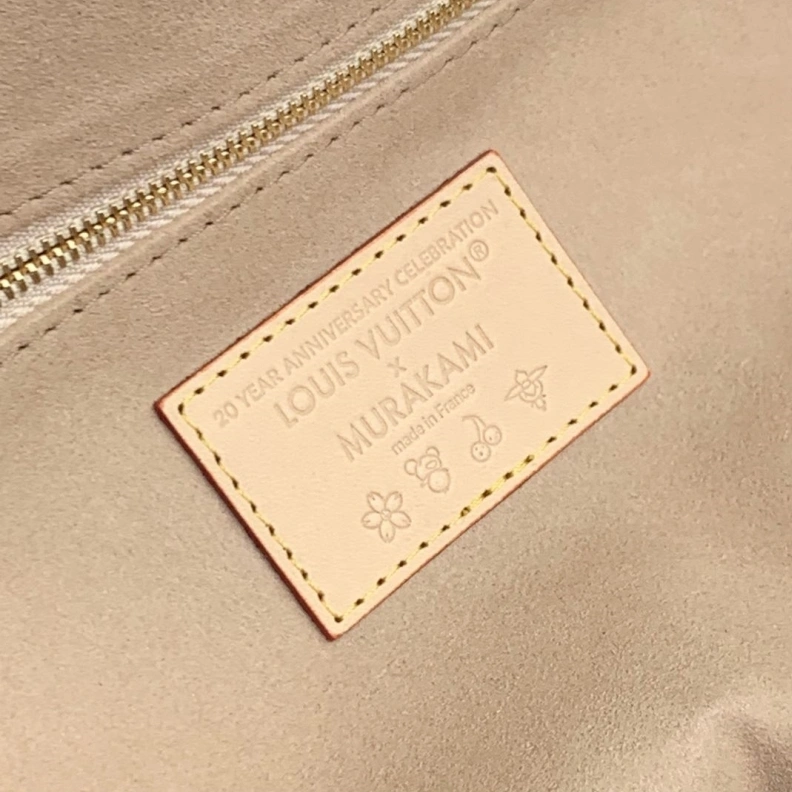 20 YEAR ANNIVERSARY CELEBRATION
LOUIS VUITTON®
x
MURAKAMI
made in France